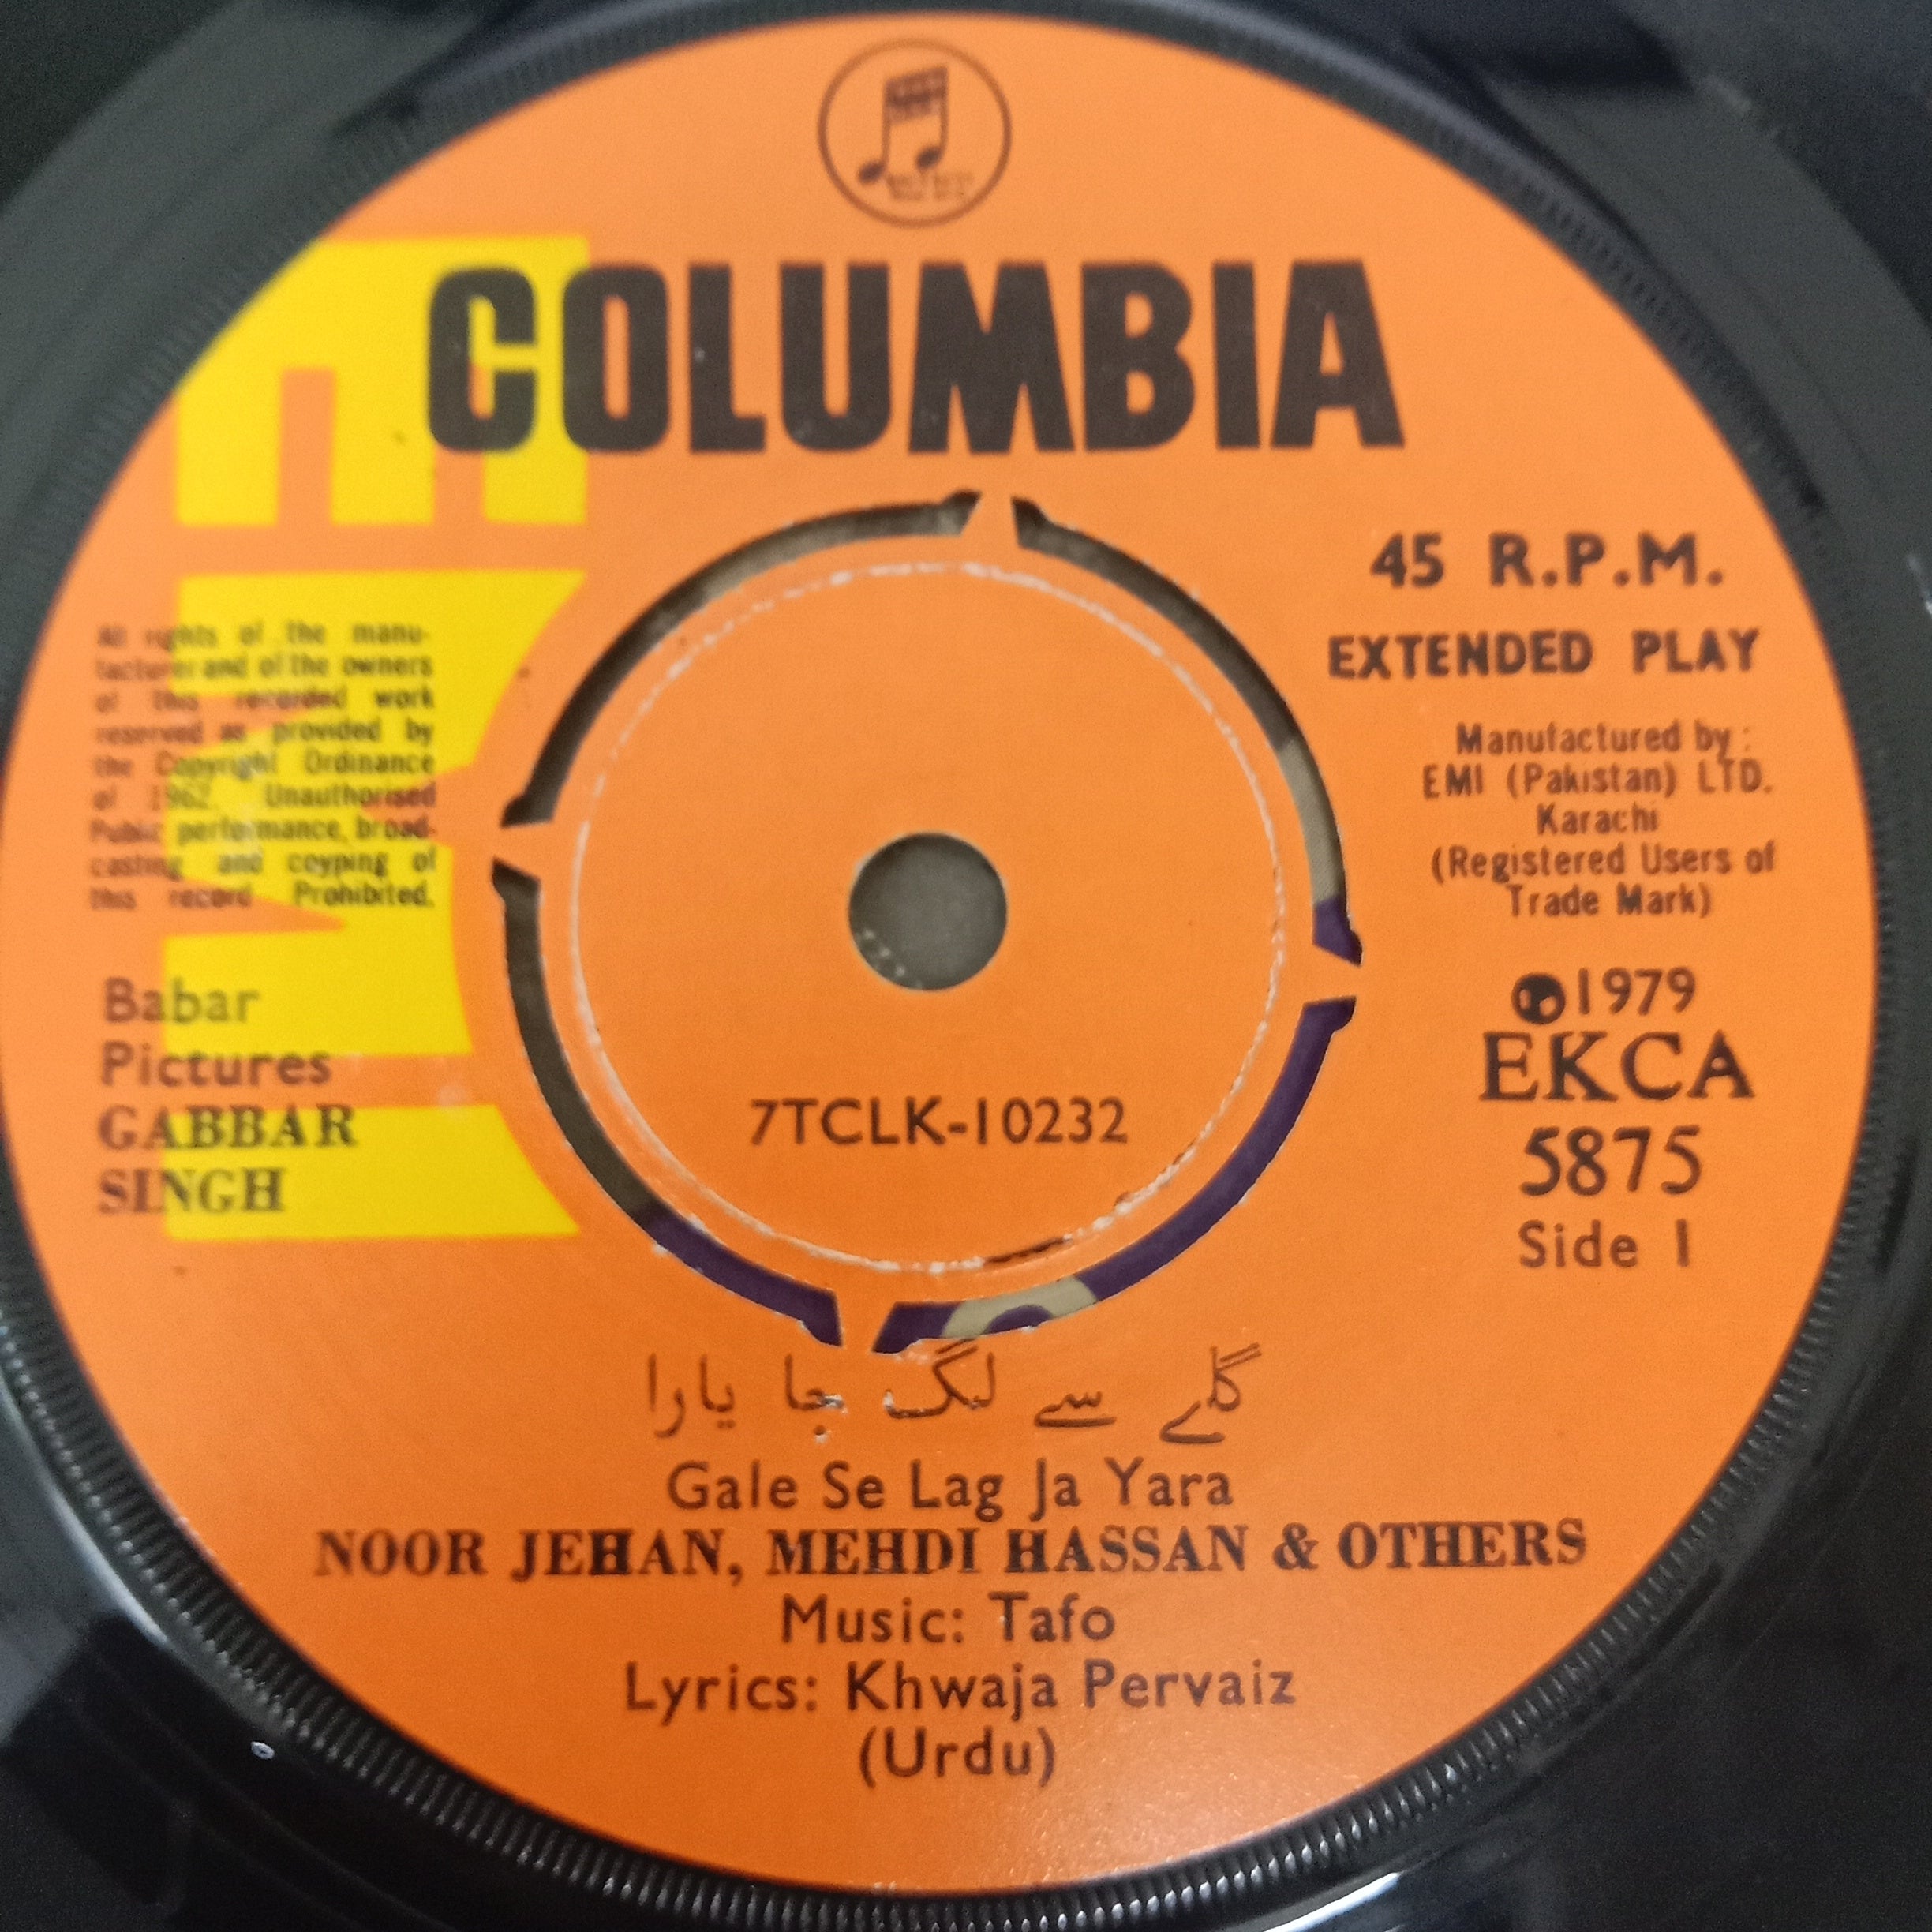 COLUMBIA
EMI
45 R.P.M.
EXTENDED PLAY
All rights of the manu-
facturer and of the owners
of this recorded work
reserved as provided by
the Copyright Ordinance
of 1962. Unauthorised
Public performance, broad-
casting and coyping of
this record Prohibited.
Manufactured by :
EMI (Pakistan) LTD.
Karachi
(Registered Users of
Trade Mark)
Babar
Pictures
GABBAR
SINGH
℗1979
EKCA
5875
Side 1
7TCLK-10232
گلے سے لگ جا یارا
Gale Se Lag Ja Yara
NOOR JEHAN, MEHDI HASSAN & OTHERS
Music: Tafo
Lyrics: Khwaja Pervaiz
(Urdu)